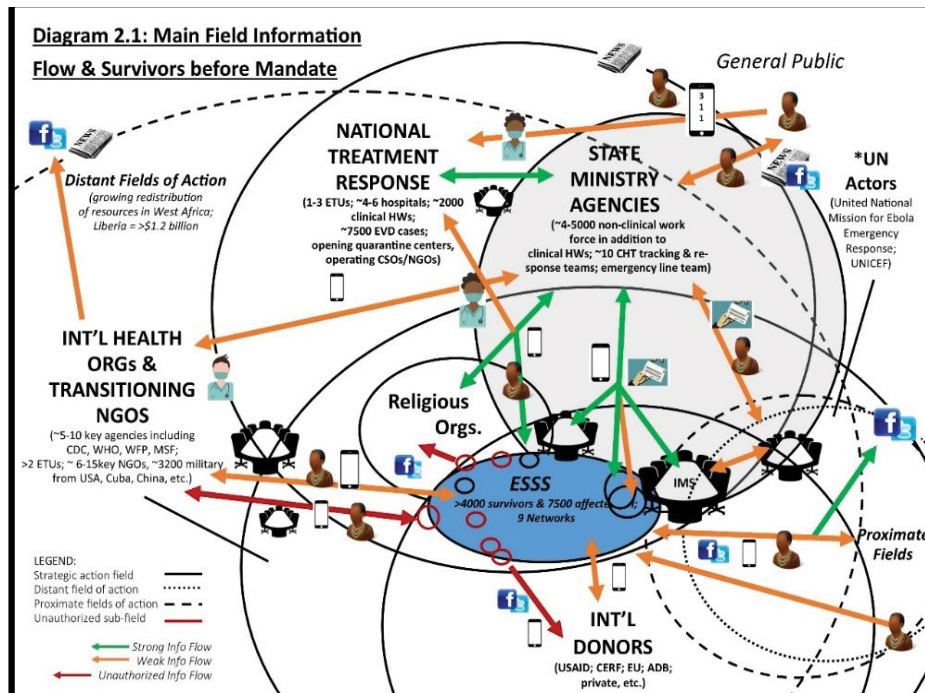 Diagram 2.1: Main Field Information
Flow & Survivors before Mandate
General Public
3
1
1
NEWS
NEWS
NEWS
f
f
Distant Fields of Action
(growing redistribution
of resources in West Africa;
Liberia = >$1.2 billion)
NATIONAL
TREATMENT
RESPONSE
(1-3 ETUs; ~4-6 hospitals; ~2000
clinical HWs;
~7500 EVD cases;
opening quarantine centers,
operating CSOs/NGOs)
STATE
MINISTRY
AGENCIES
(~4-5000 non-clinical work
force in addition to
clinical HWs; ~10 CHT tracking & re-
sponse teams; emergency line team)
*UN
Actors
(United National
Mission for Ebola
Emergency
Response;
UNICEF)
INT'L HEALTH
ORGs &
TRANSITIONING
NGOS
(~5-10 key agencies including
CDC, WHO, WFP, MSF;
>2 ETUs; ~ 6-15key NGOs, ~3200 military
from USA, Cuba, China, etc.)
Religious
Orgs.
f
f
ESSS
>4000 survivors & 7500 affected
9 Networks
IMS
f
Proximate
Fields
f
INT'L
DONORS
(USAID; CERF; EU; ADB;
private, etc.)
LEGEND:
Strategic action field
Distant field of action
Proximate fields of action
Unauthorized sub-field
Strong Info Flow
Weak Info Flow
Unauthorized Info Flow